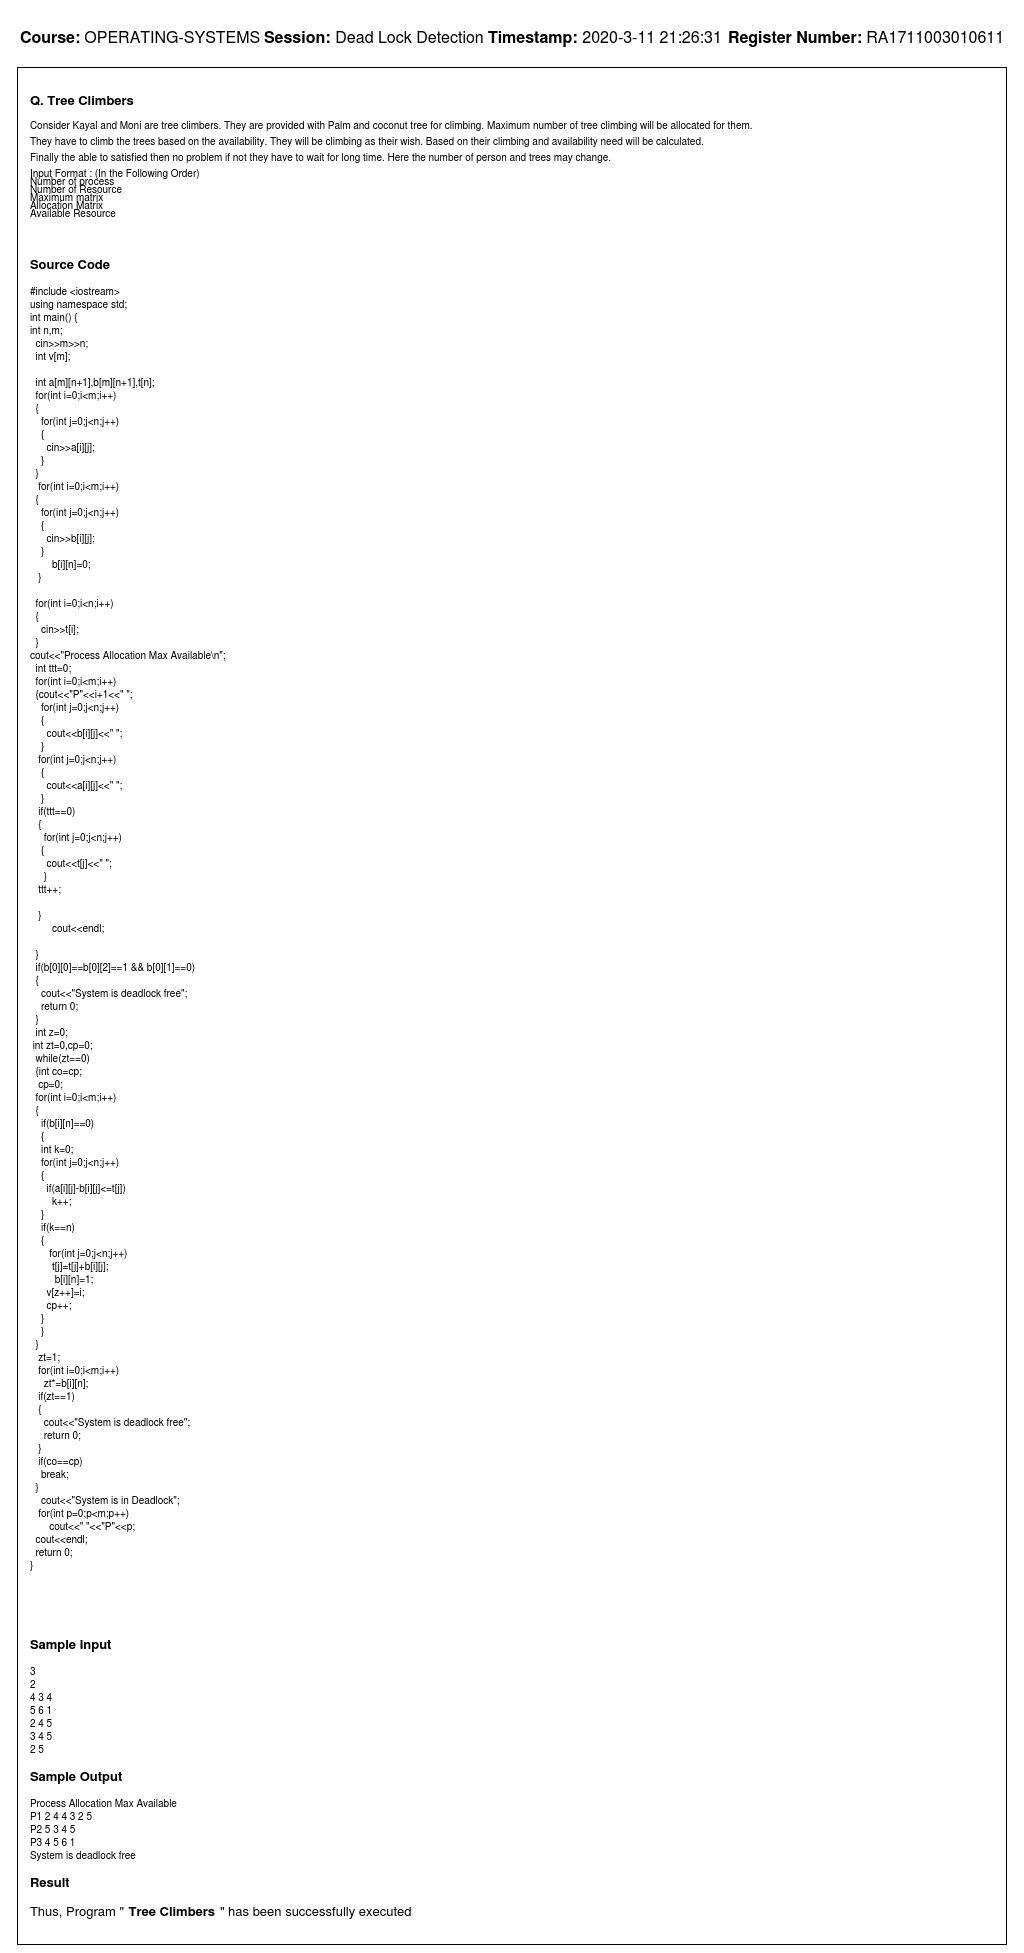 Course: OPERATING-SYSTEMS Session: Dead Lock Detection Timestamp: 2020-3-11 21:26:31 Register Number: RA1711003010611
Q. Tree Climbers
Consider Kayal and Moni are tree climbers. They are provided with Palm and coconut tree for climbing. Maximum number of tree climbing will be allocated for them.
They have to climb the trees based on the availability. They will be climbing as their wish. Based on their climbing and availability need will be calculated.
Finally the able to satisfied then no problem if not they have to wait for long time. Here the number of person and trees may change.
Input Format : (In the Following Order)
Number of process
Number of Resource
Maximum matrix
Allocation Matrix
Available Resource
Source Code
#include <iostream>
using namespace std;
int main() {
int n,m;
cin>>m>>n;
int v[m];
int a[m][n+1],b[m][n+1],t[n];
for(int i=0;i<m;i++)
{
for(int j=0;j<n;j++)
{
cin>>a[i][j];
}
}
for(int i=0;i<m;i++)
{
for(int j=0;j<n;j++)
{
cin>>b[i][j];
}
b[i][n]=0;
}
for(int i=0;i<n;i++)
{
cin>>t[i];
}
cout<<"Process Allocation Max Available\n";
int ttt=0;
for(int i=0;i<m;i++)
{cout<<"P"<<i+1<<" ";
for(int j=0;j<n;j++)
{
cout<<b[i][j]<<" ";
}
for(int j=0;j<n;j++)
{
cout<<a[i][j]<<" ";
}
if(ttt==0)
{
for(int j=0;j<n;j++)
{
cout<<t[j]<<" ";
}
ttt++;
}
cout<<endl;
}
if(b[0][0]==b[0][2]==1 && b[0][1]==0)
{
cout<<"System is deadlock free";
return 0;
}
int z=0;
int zt=0,cp=0;
while(zt==0)
{int co=cp;
cp=0;
for(int i=0;i<m;i++)
{
if(b[i][n]==0)
{
int k=0;
for(int j=0;j<n;j++)
{
if(a[i][j]-b[i][j]<=t[j])
k++;
}
if(k==n)
{
for(int j=0;j<n;j++)
t[j]=t[j]+b[i][j];
b[i][n]=1;
v[z++]=i;
cp++;
}
}
}
zt=1;
for(int i=0;i<m;i++)
zt*=b[i][n];
if(zt==1)
{
cout<<"System is deadlock free";
return 0;
}
if(co==cp)
break;
}
cout<<"System is in Deadlock";
for(int p=0;p<m;p++)
cout<<" "<<"P"<<p;
cout<<endl;
return 0;
}
Sample Input
3
2
4 3 4
5 6 1
2 4 5
3 4 5
2 5
Sample Output
Process Allocation Max Available
P1 2 4 4 3 2 5
P2 5 3 4 5
P3 4 5 6 1
System is deadlock free
Result
Thus, Program " Tree Climbers " has been successfully executed